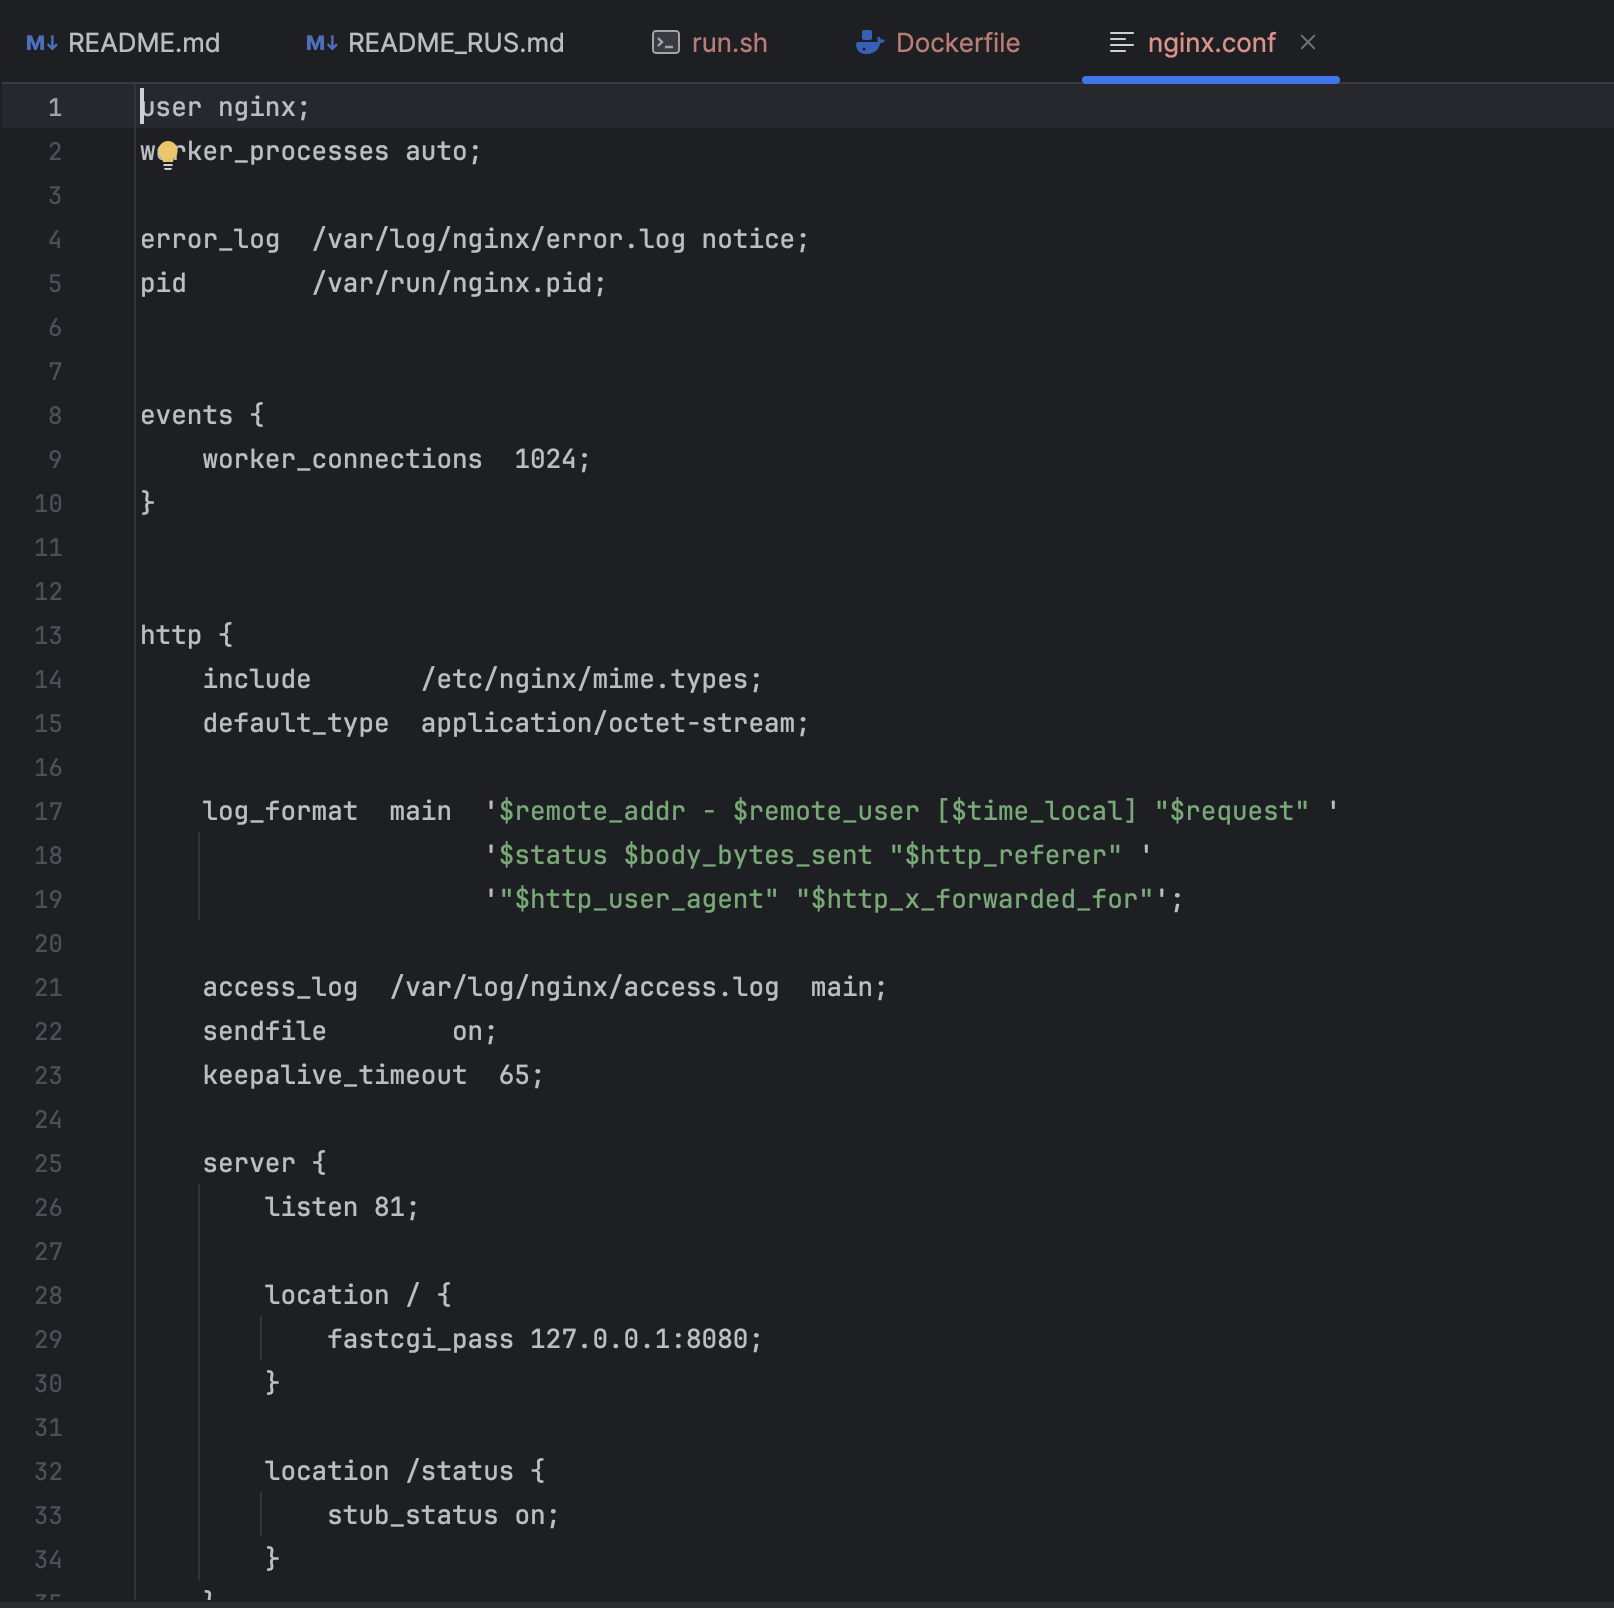 README.md README_RUS.md run.sh Dockerfile nginx.conf
1 user nginx;
2 worker_processes auto;
3
4 error_log  /var/log/nginx/error.log notice;
5 pid        /var/run/nginx.pid;
6
7
8 events {
9     worker_connections  1024;
10 }
11
12
13 http {
14     include       /etc/nginx/mime.types;
15     default_type  application/octet-stream;
16
17     log_format  main  '$remote_addr - $remote_user [$time_local] "$request" '
18                       '$status $body_bytes_sent "$http_referer" '
19                       '"$http_user_agent" "$http_x_forwarded_for"';
20
21     access_log  /var/log/nginx/access.log  main;
22     sendfile        on;
23     keepalive_timeout  65;
24
25     server {
26         listen 81;
27
28         location / {
29             fastcgi_pass 127.0.0.1:8080;
30         }
31
32         location /status {
33             stub_status on;
34         }
35     }